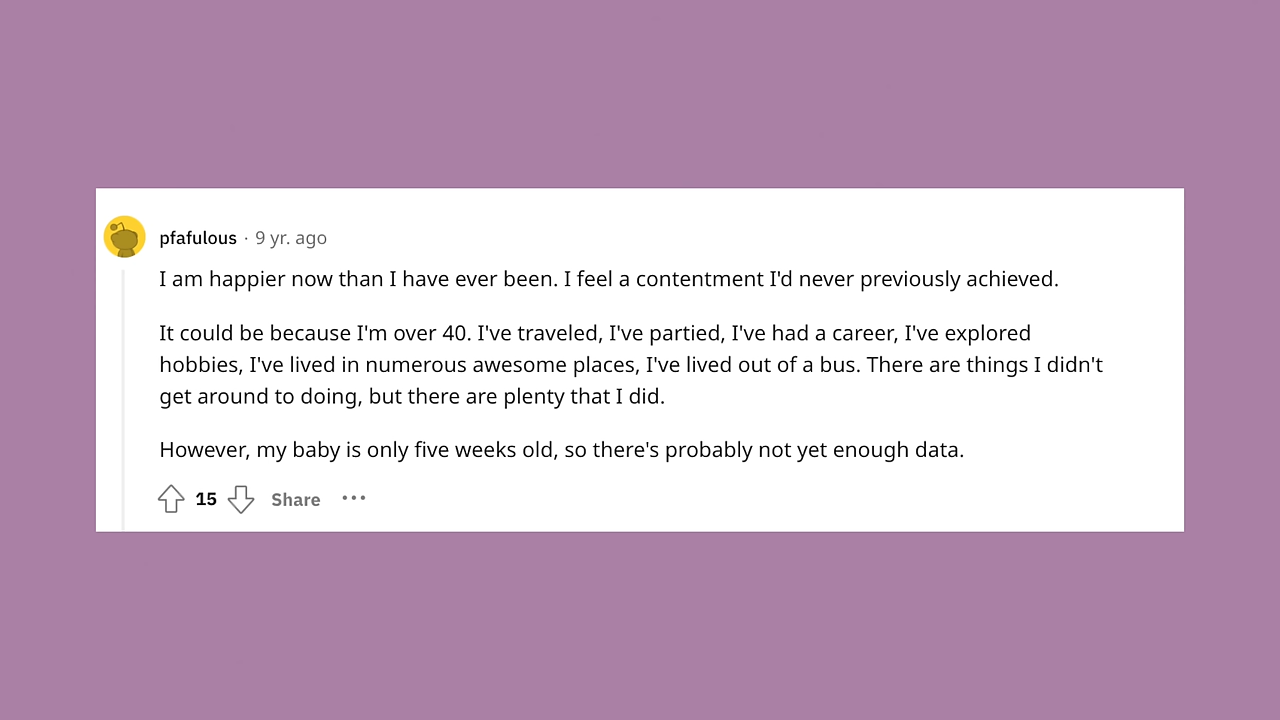 pfafulous · 9 yr. ago
I am happier now than I have ever been. I feel a contentment I'd never previously achieved.
It could be because I'm over 40. I've traveled, I've partied, I've had a career, I've explored
hobbies, I've lived in numerous awesome places, I've lived out of a bus. There are things I didn't
get around to doing, but there are plenty that I did.
However, my baby is only five weeks old, so there's probably not yet enough data.
15 Share ···